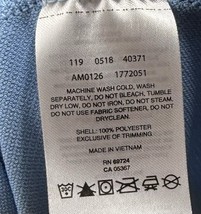 119 0518 40371
AM0126 1772051
MACHINE WASH COLD, WASH
SEPARATELY, DO NOT BLEACH, TUMBLE
DRY LOW, DO NOT IRON, DO NOT STEAM.
DO NOT USE FABRIC SOFTENER, DO NOT
DRYCLEAN.
SHELL: 100% POLYESTER
EXCLUSIVE OF TRIMMING
MADE IN VIETNAM
RN 69724
CA 05367